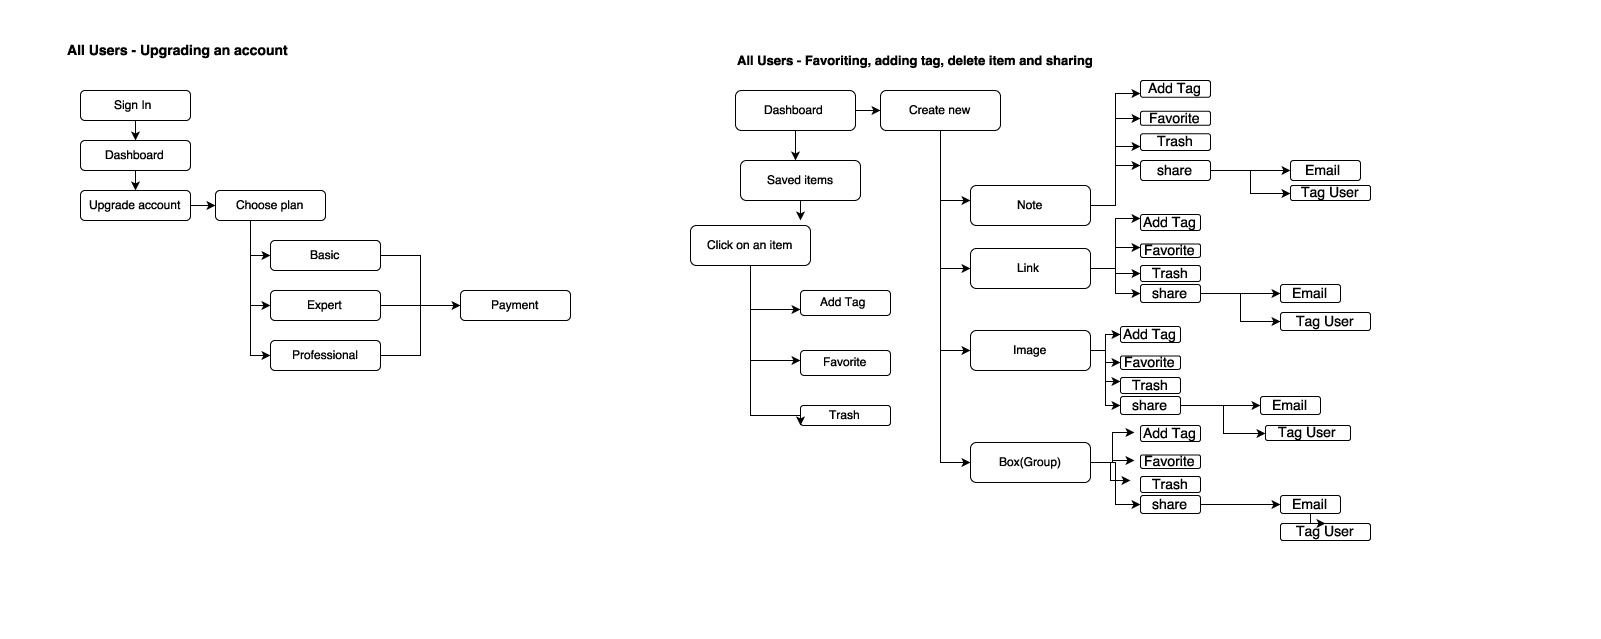 All Users - Upgrading an account
Sign In
Dashboard
Upgrade account
Choose plan
Basic
Expert
Professional
Payment
All Users - Favoriting, adding tag, delete item and sharing
Dashboard
Create new
Saved items
Click on an item
Add Tag
Favorite
Trash
Note
Add Tag
Favorite
Trash
share
Email
Tag User
Link
Add Tag
Favorite
Trash
share
Email
Tag User
Image
Add Tag
Favorite
Trash
share
Email
Tag User
Box(Group)
Add Tag
Favorite
Trash
share
Email
Tag User